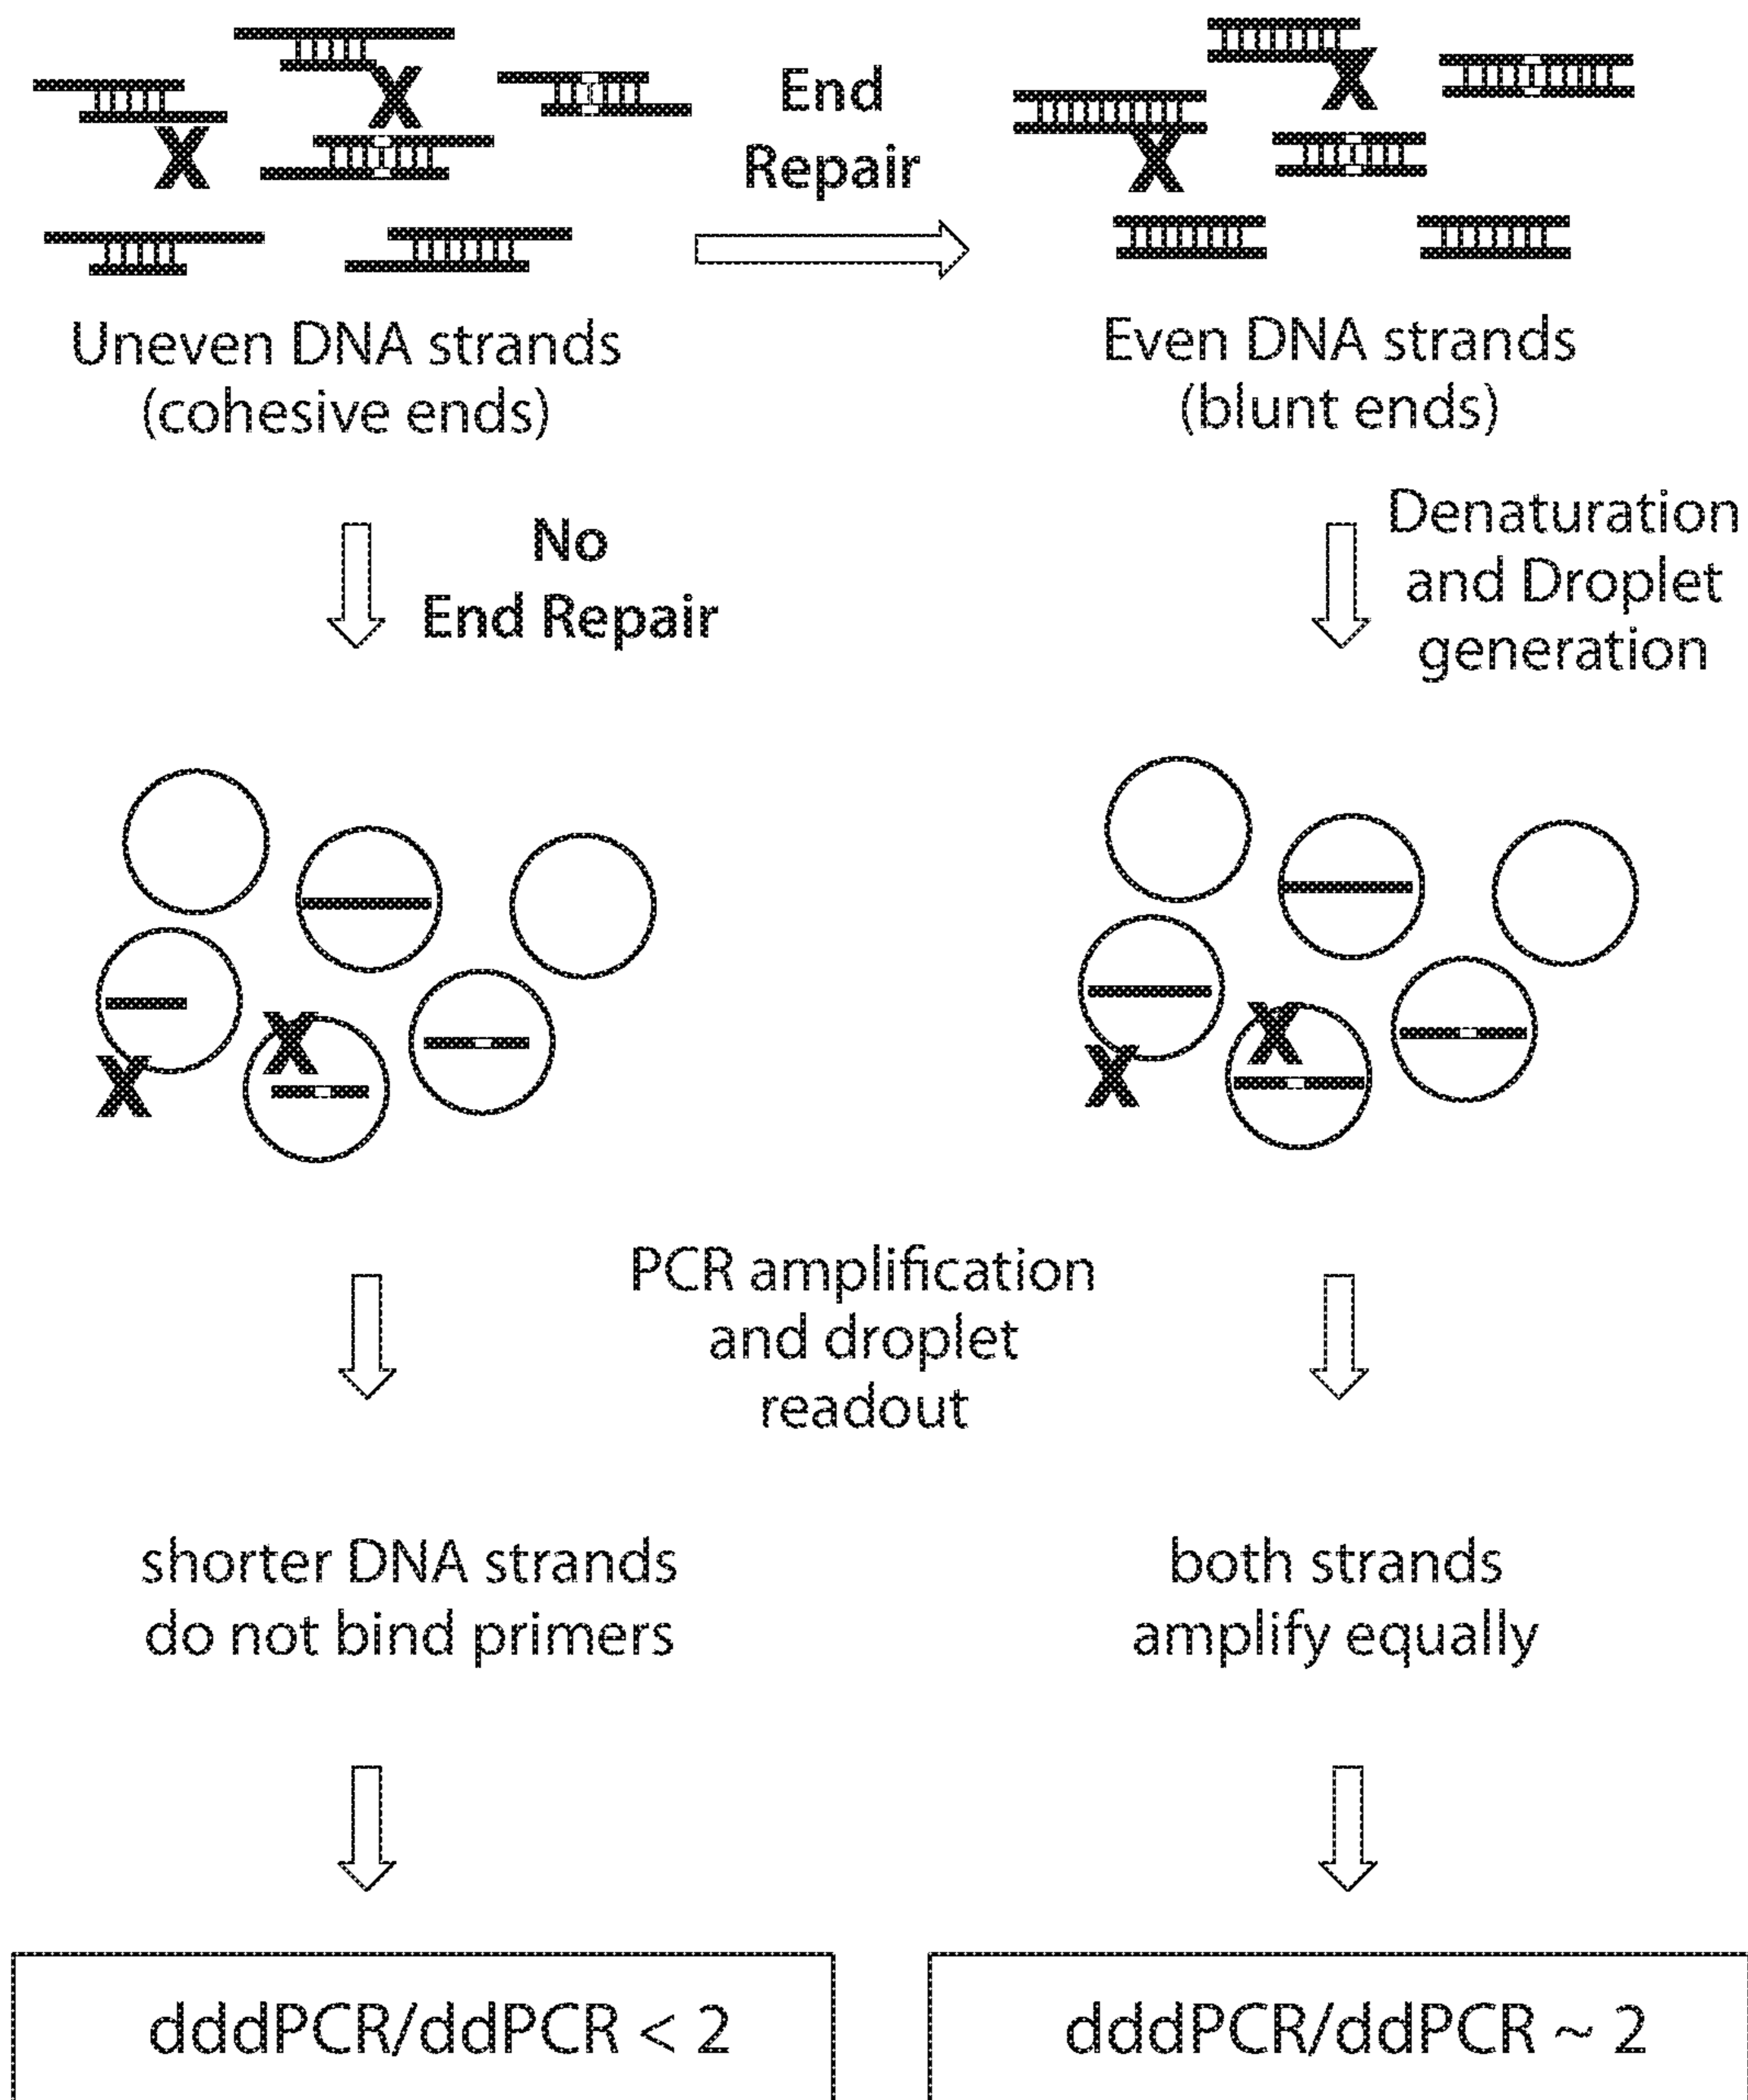 End
Repair
Uneven DNA strands
(cohesive ends)
Even DNA strands
(blunt ends)
No
End Repair
Denaturation
and Droplet
generation
X
X
X
X
X
X
X
X
PCR amplification
and droplet
readout
shorter DNA strands
do not bind primers
both strands
amplify equally
dddPCR/ddPCR < 2
dddPCR/ddPCR ~ 2